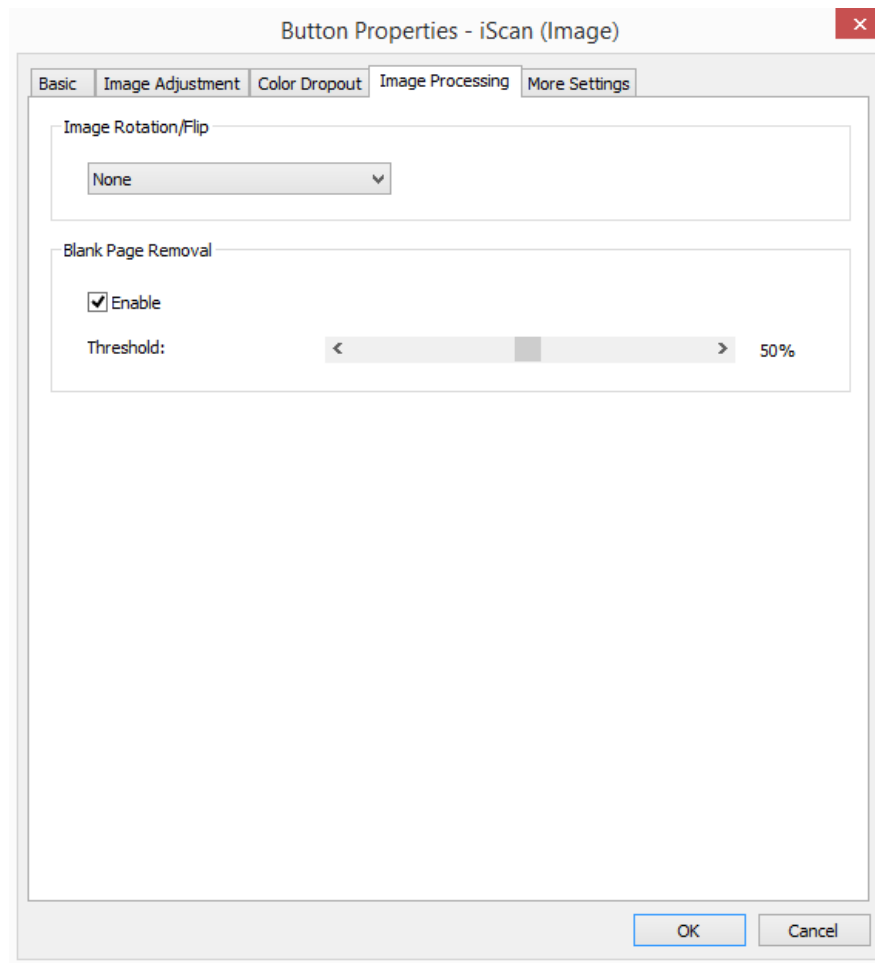 Button Properties - iScan (Image)
Basic Image Adjustment Color Dropout Image Processing More Settings
Image Rotation/Flip
None
Blank Page Removal
Enable
Threshold: 50%
OK Cancel